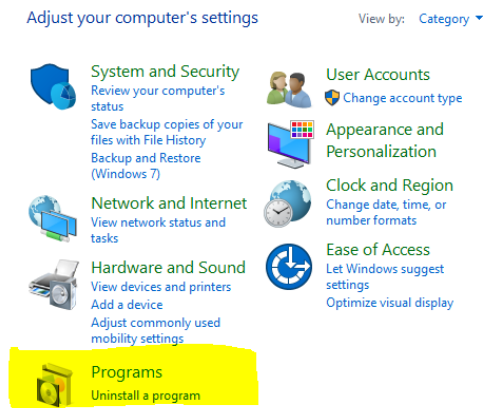 Adjust your computer's settings
View by: Category
System and Security
Review your computer's
status
Save backup copies of your
files with File History
Backup and Restore
(Windows 7)
Network and Internet
View network status and
tasks
Hardware and Sound
View devices and printers
Add a device
Adjust commonly used
mobility settings
Programs
Uninstall a program
User Accounts
Change account type
Appearance and
Personalization
Clock and Region
Change date, time, or
number formats
Ease of Access
Let Windows suggest
settings
Optimize visual display